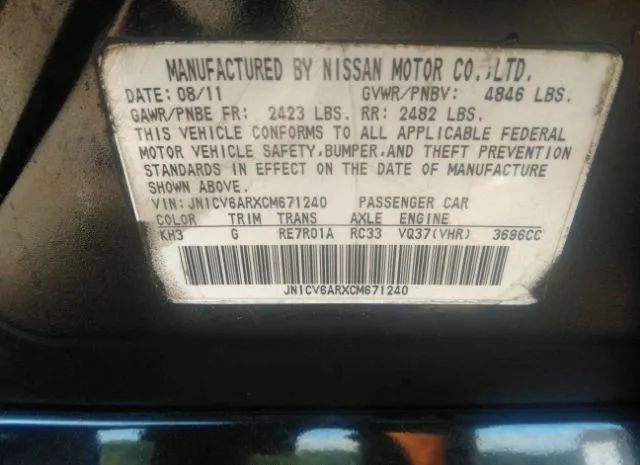 MANUFACTURED BY NISSAN MOTOR CO.,LTD.
DATE: 08/11 GVWR/PNBV: 4846 LBS.
GAWR/PNBE FR: 2423 LBS. RR: 2482 LBS.
THIS VEHICLE CONFORMS TO ALL APPLICABLE FEDERAL
MOTOR VEHICLE SAFETY,BUMPER,AND THEFT PREVENTION
STANDARDS IN EFFECT ON THE DATE OF MANUFACTURE
SHOWN ABOVE.
VIN:JN1CV6ARXCM671240 PASSENGER CAR
COLOR TRIM TRANS AXLE ENGINE
KH3 G RE7R01A RC33 VQ37(VHR) 3696CC
JN1CV6ARXCM671240